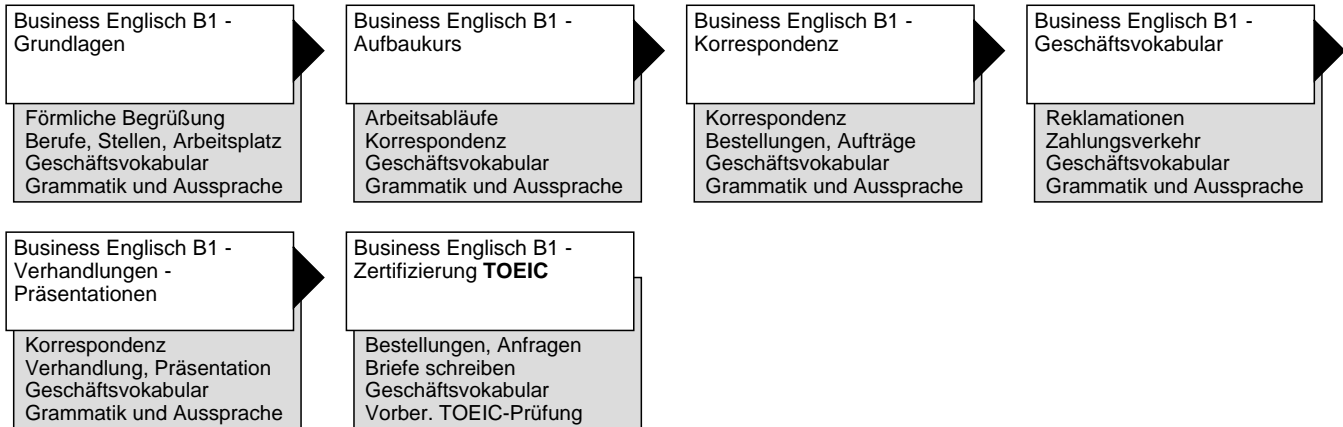 Business Englisch B1 -
Grundlagen
Förmliche Begrüßung
Berufe, Stellen, Arbeitsplatz
Geschäftsvokabular
Grammatik und Aussprache
Business Englisch B1 -
Aufbaukurs
Arbeitsabläufe
Korrespondenz
Geschäftsvokabular
Grammatik und Aussprache
Business Englisch B1 -
Korrespondenz
Korrespondenz
Bestellungen, Aufträge
Geschäftsvokabular
Grammatik und Aussprache
Business Englisch B1 -
Geschäftsvokabular
Reklamationen
Zahlungsverkehr
Geschäftsvokabular
Grammatik und Aussprache
Business Englisch B1 -
Verhandlungen -
Präsentationen
Korrespondenz
Verhandlung, Präsentation
Geschäftsvokabular
Grammatik und Aussprache
Business Englisch B1 -
Zertifizierung TOEIC
Bestellungen, Anfragen
Briefe schreiben
Geschäftsvokabular
Vorber. TOEIC-Prüfung